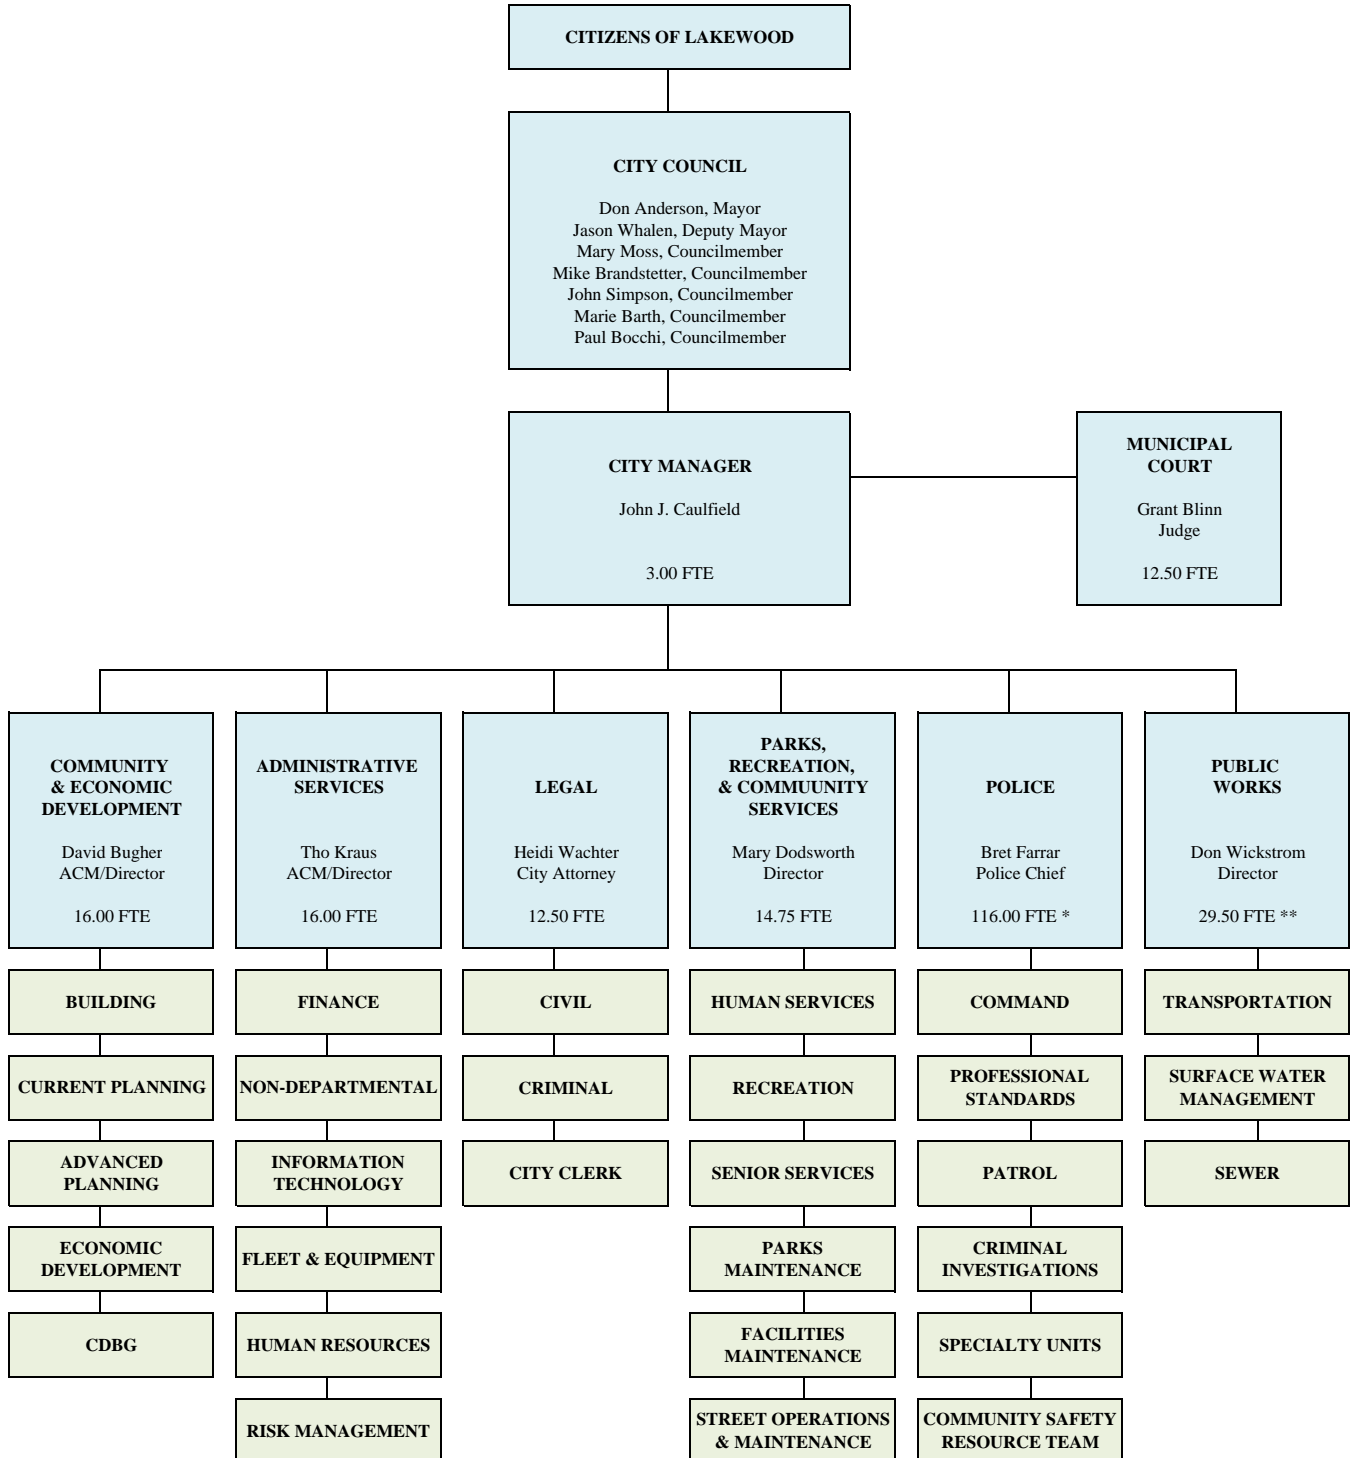 CITIZENS OF LAKEWOOD
CITY COUNCIL
Don Anderson, Mayor
Jason Whalen, Deputy Mayor
Mary Moss, Councilmember
Mike Brandstetter, Councilmember
John Simpson, Councilmember
Marie Barth, Councilmember
Paul Bocchi, Councilmember
CITY MANAGER
John J. Caulfield
3.00 FTE
MUNICIPAL
COURT
Grant Blinn
Judge
12.50 FTE
COMMUNITY
& ECONOMIC
DEVELOPMENT
David Bugher
ACM/Director
16.00 FTE
BUILDING
CURRENT PLANNING
ADVANCED
PLANNING
ECONOMIC
DEVELOPMENT
CDBG
ADMINISTRATIVE
SERVICES
Tho Kraus
ACM/Director
16.00 FTE
FINANCE
NON-DEPARTMENTAL
INFORMATION
TECHNOLOGY
FLEET & EQUIPMENT
HUMAN RESOURCES
RISK MANAGEMENT
LEGAL
Heidi Wachter
City Attorney
12.50 FTE
CIVIL
CRIMINAL
CITY CLERK
PARKS,
RECREATION,
& COMMUUNITY
SERVICES
Mary Dodsworth
Director
14.75 FTE
HUMAN SERVICES
RECREATION
SENIOR SERVICES
PARKS
MAINTENANCE
FACILITIES
MAINTENANCE
STREET OPERATIONS
& MAINTENANCE
POLICE
Bret Farrar
Police Chief
116.00 FTE *
COMMAND
PROFESSIONAL
STANDARDS
PATROL
CRIMINAL
INVESTIGATIONS
SPECIALTY UNITS
COMMUNITY SAFETY
RESOURCE TEAM
PUBLIC
WORKS
Don Wickstrom
Director
29.50 FTE **
TRANSPORTATION
SURFACE WATER
MANAGEMENT
SEWER